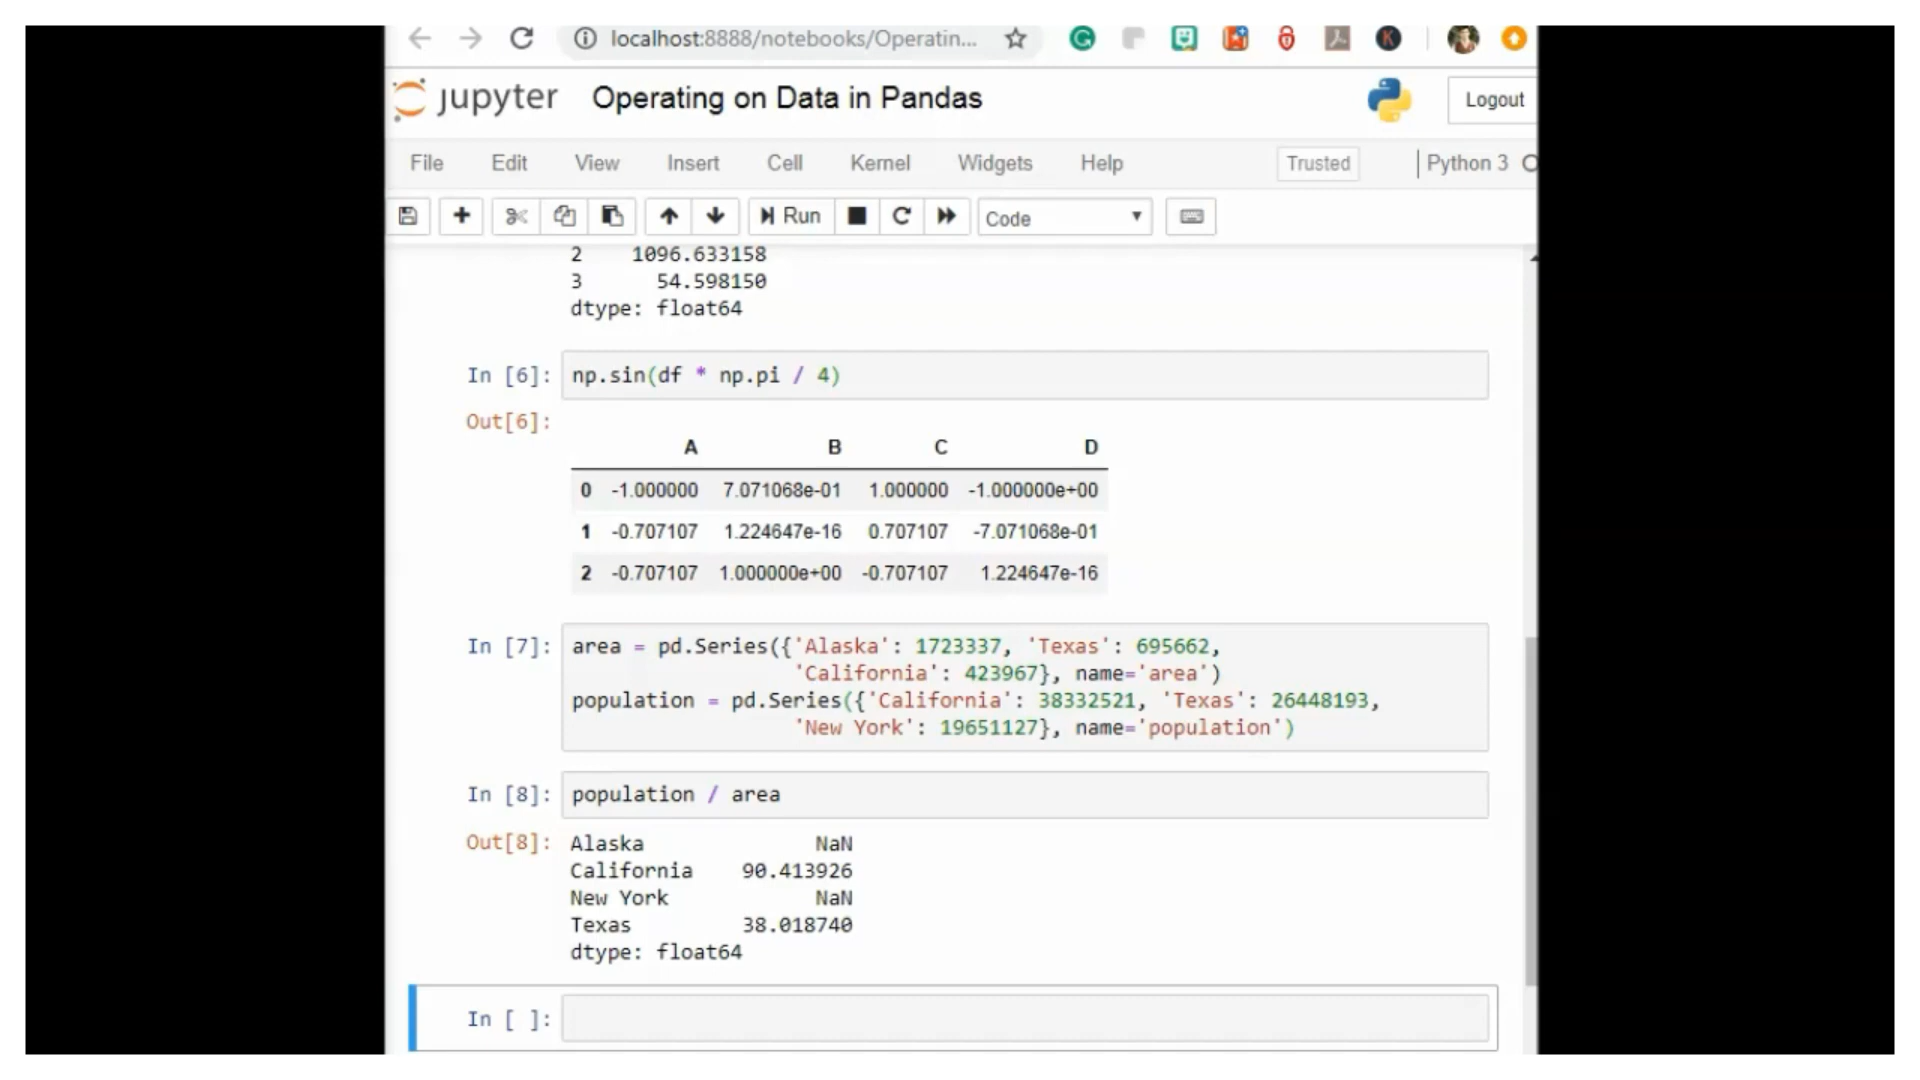 localhost:8888/notebooks/Operatin...
jupyter Operating on Data in Pandas Logout
File Edit View Insert Cell Kernel Widgets Help Trusted Python 3
Run Code
2 1096.633158
3 54.598150
dtype: float64
In [6]: np.sin(df * np.pi / 4)
Out[6]:
A B C D
0 -1.000000 7.071068e-01 1.000000 -1.000000e+00
1 -0.707107 1.224647e-16 0.707107 -7.071068e-01
2 -0.707107 1.000000e+00 -0.707107 1.224647e-16
In [7]: area = pd.Series({'Alaska': 1723337, 'Texas': 695662,
'California': 423967}, name='area')
population = pd.Series({'California': 38332521, 'Texas': 26448193,
'New York': 19651127}, name='population')
In [8]: population / area
Out[8]: Alaska NaN
California 90.413926
New York NaN
Texas 38.018740
dtype: float64
In [ ]: